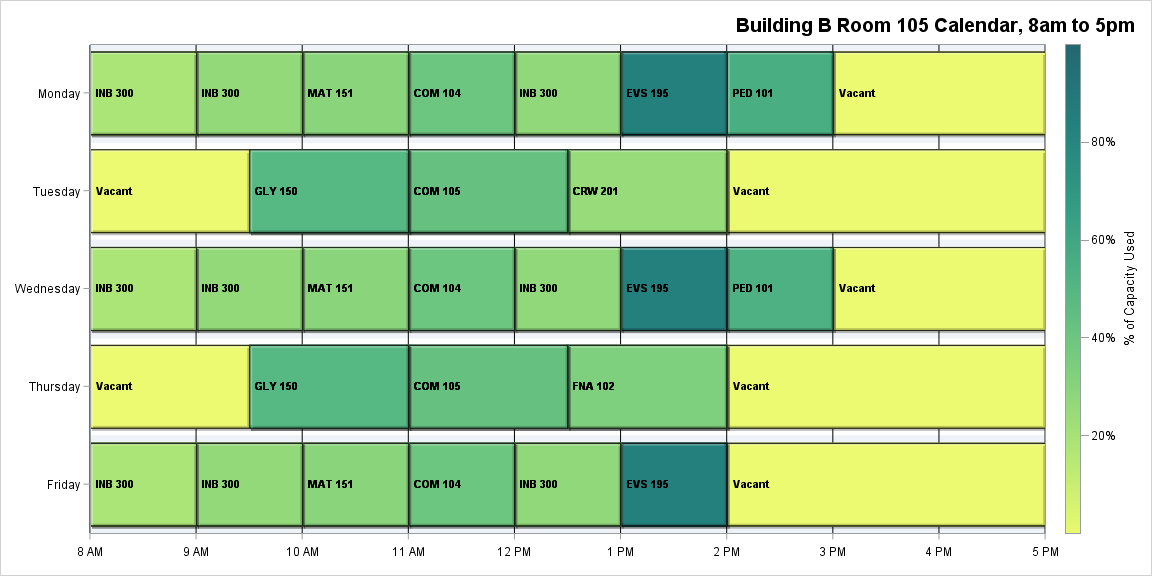 Building B Room 105 Calendar, 8am to 5pm
Monday
INB 300
INB 300
MAT 151
COM 104
INB 300
EVS 195
PED 101
Vacant
Tuesday
Vacant
GLY 150
COM 105
CRW 201
Vacant
Wednesday
INB 300
INB 300
MAT 151
COM 104
INB 300
EVS 195
PED 101
Vacant
Thursday
Vacant
GLY 150
COM 105
FNA 102
Vacant
Friday
INB 300
INB 300
MAT 151
COM 104
INB 300
EVS 195
Vacant
8 AM
9 AM
10 AM
11 AM
12 PM
1 PM
2 PM
3 PM
4 PM
5 PM
80%
60%
40%
20%
% of Capacity Used